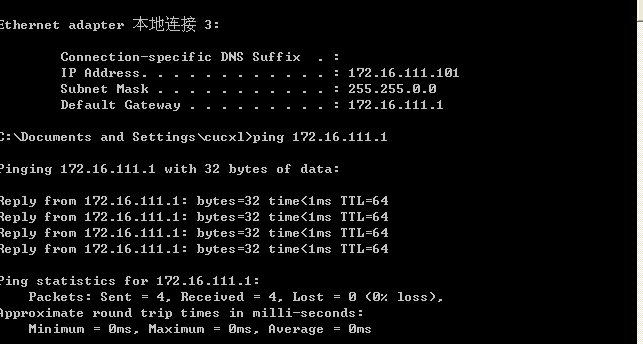 Ethernet adapter 本地连接 3:
Connection-specific DNS Suffix  . :
IP Address. . . . . . . . . . . . : 172.16.111.101
Subnet Mask . . . . . . . . . . . : 255.255.0.0
Default Gateway . . . . . . . . . : 172.16.111.1
C:\Documents and Settings\cucxl>ping 172.16.111.1
Pinging 172.16.111.1 with 32 bytes of data:
Reply from 172.16.111.1: bytes=32 time<1ms TTL=64
Reply from 172.16.111.1: bytes=32 time<1ms TTL=64
Reply from 172.16.111.1: bytes=32 time<1ms TTL=64
Reply from 172.16.111.1: bytes=32 time<1ms TTL=64
Ping statistics for 172.16.111.1:
Packets: Sent = 4, Received = 4, Lost = 0 (0% loss),
Approximate round trip times in milli-seconds:
Minimum = 0ms, Maximum = 0ms, Average = 0ms